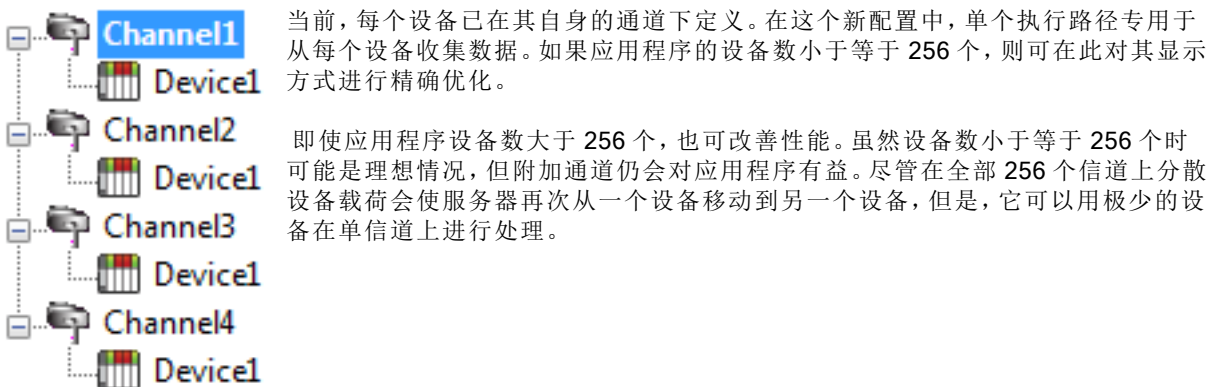 Channel1
Device1
Channel2
Device1
Channel3
Device1
Channel4
Device1
当前，每个设备已在其自身的通道下定义。在这个新配置中，单个执行路径专用于
从每个设备收集数据。如果应用程序的设备数小于等于 256 个，则可在此对其显示
方式进行精确优化。
即使应用程序设备数大于 256 个，也可改善性能。虽然设备数小于等于 256 个时
可能是理想情况，但附加通道仍会对应用程序有益。尽管在全部 256 个信道上分散
设备载荷会使服务器再次从一个设备移动到另一个设备，但是，它可以用极少的设
备在单信道上进行处理。